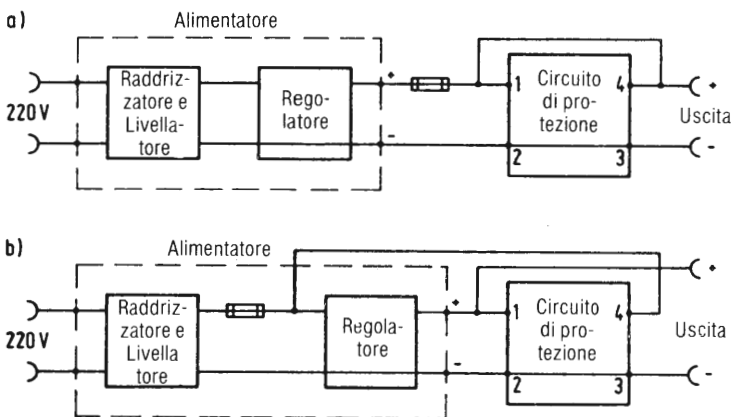 a)
Alimentatore
220 V
Raddriz-
zatore e
Livella-
tore
Rego-
latore
+
-
1
Circuito
di pro-
tezione
4
2
3
+
Uscita
-
b)
Alimentatore
220 V
Raddriz-
zatore e
Livella
tore
Regola-
tore
+
-
1
Circuito
di pro-
tezione
4
2
3
+
Uscita
-